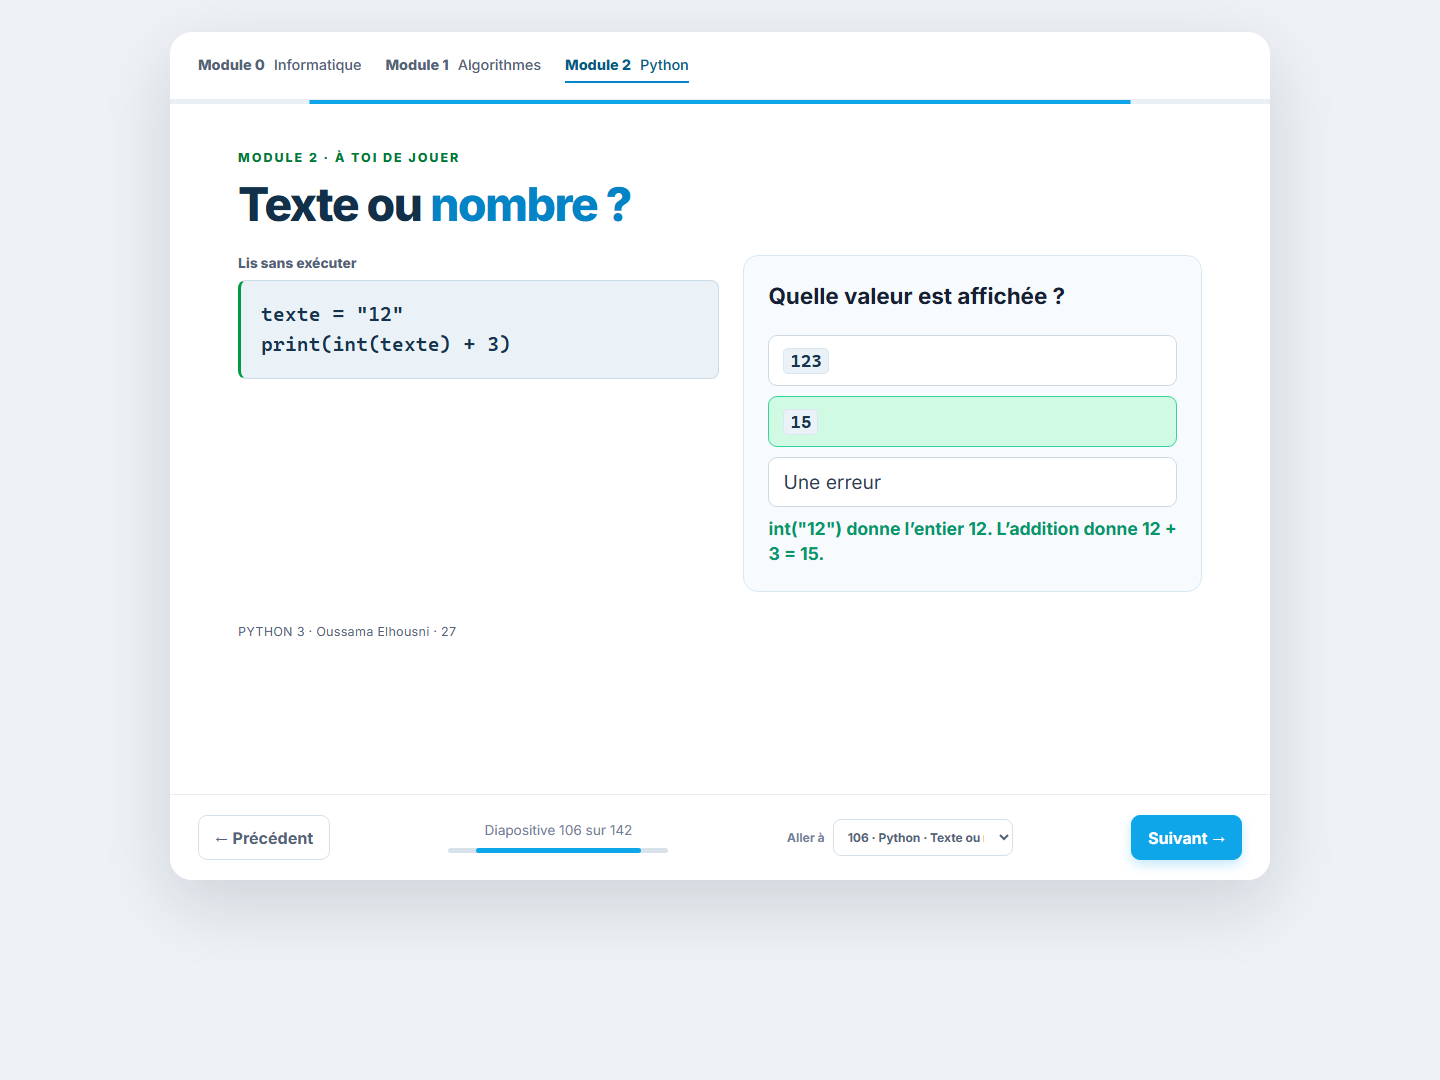 Module 0 Informatique Module 1 Algorithmes Module 2 Python
MODULE 2 · À TOI DE JOUER
Texte ou nombre ?
Lis sans exécuter
texte = "12"
print(int(texte) + 3)
Quelle valeur est affichée ?
123
15
Une erreur
int("12") donne l’entier 12. L’addition donne 12 +
3 = 15.
PYTHON 3 · Oussama Elhousni · 27
← Précédent
Diapositive 106 sur 142
Aller à
106 · Python · Texte ou
Suivant →